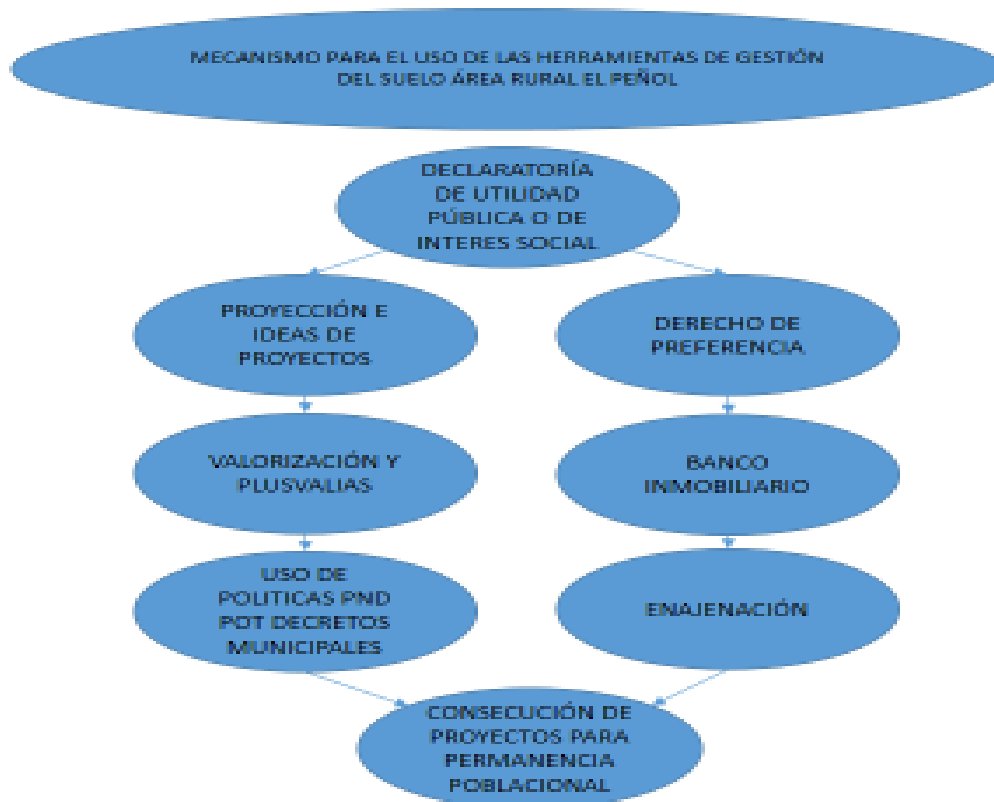 MECANISMO PARA EL USO DE LAS HERRAMIENTAS DE GESTIÓN
DEL SUELO ÁREA RURAL EL PEÑOL
DECLARATORÍA
DE UTILIDAD
PÚBLICA O DE
INTERES SOCIAL
PROYECCIÓN E
IDEAS DE
PROYECTOS
DERECHO DE
PREFERENCIA
VALORIZACIÓN Y
PLUSVALIAS
BANCO
INMOBILIARIO
USO DE
POLITICAS PND
POT DECRETOS
MUNICIPALES
ENAJENACIÓN
CONSECUCIÓN DE
PROYECTOS PARA
PERMANENCIA
POBLACIONAL